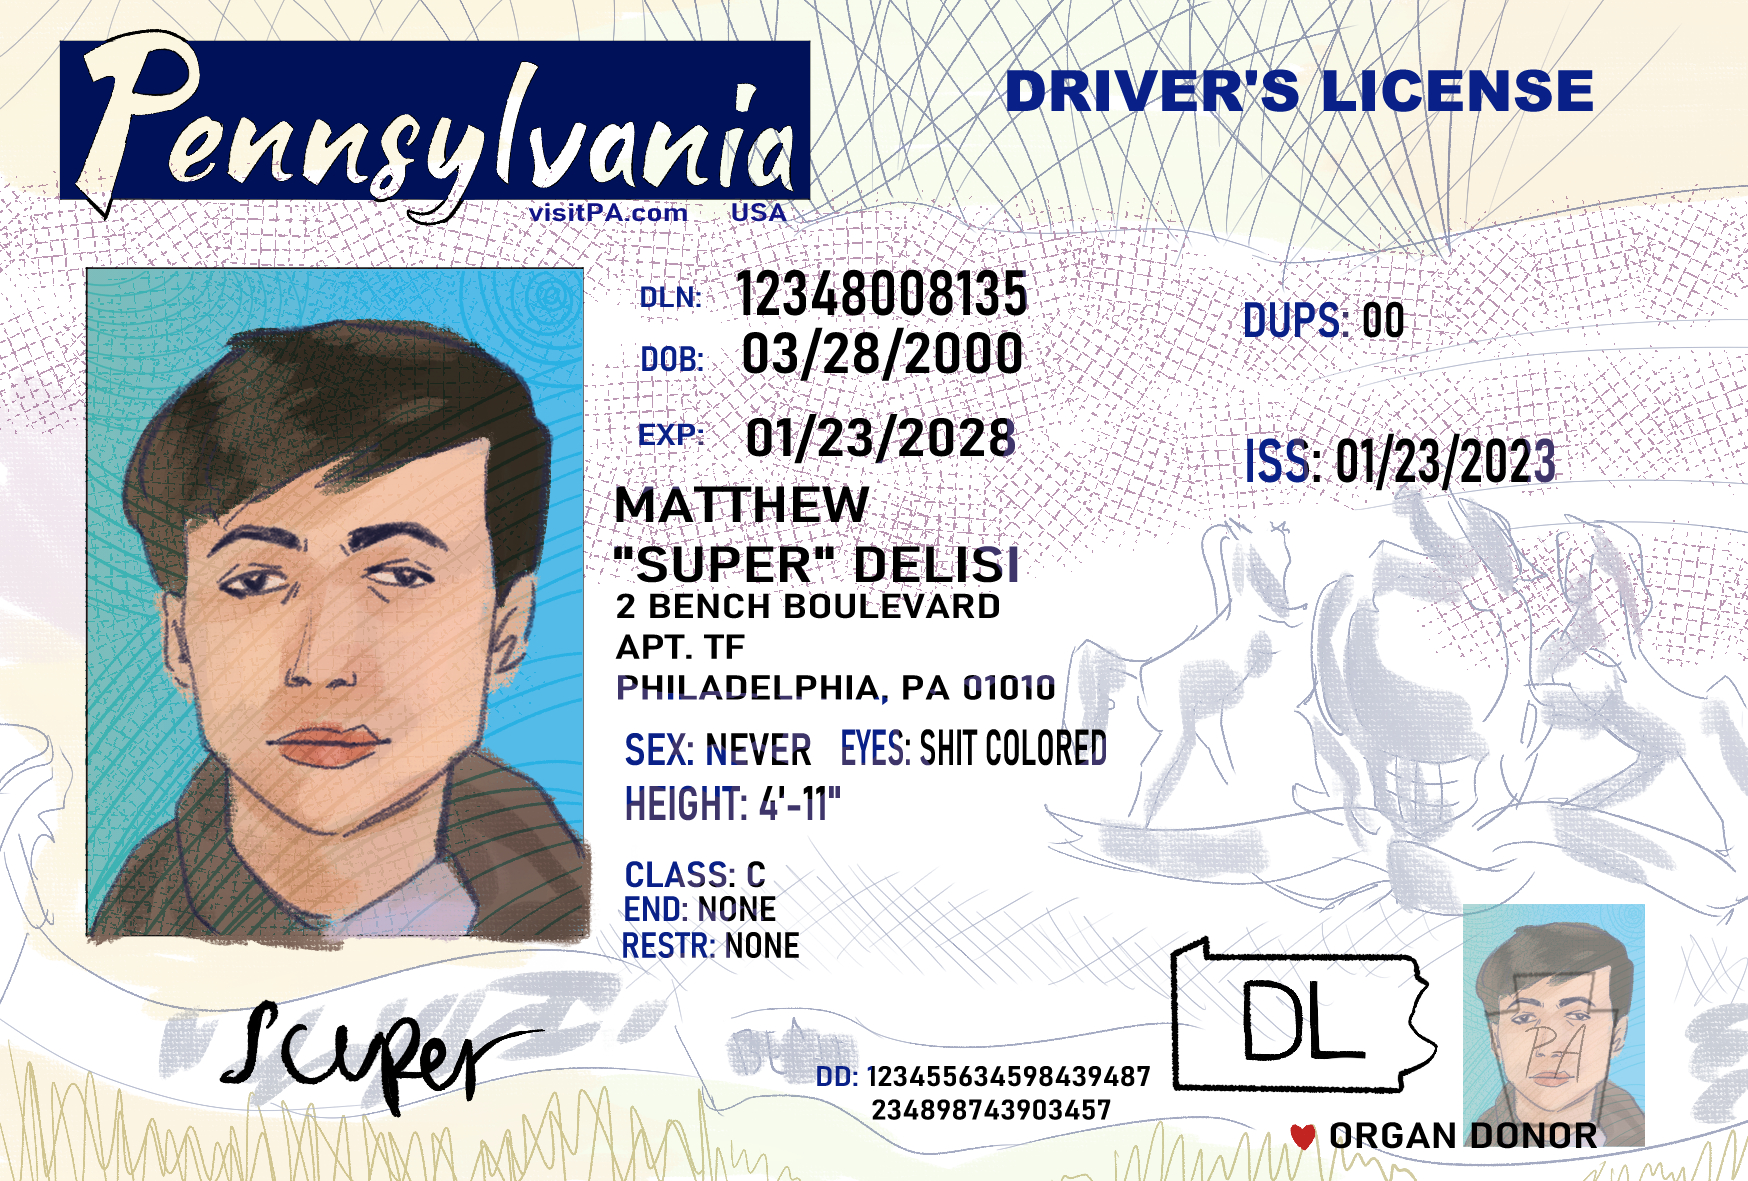 Pennsylvania
visitPA.com USA
DRIVER'S LICENSE
DLN: 12348008135
DOB: 03/28/2000
EXP: 01/23/2028
DUPS: 00
ISS: 01/23/2023
MATTHEW
"SUPER" DELISI
2 BENCH BOULEVARD
APT. TF
PHILADELPHIA, PA 01010
SEX: NEVER EYES: SHIT COLORED
HEIGHT: 4'-11"
CLASS: C
END: NONE
RESTR: NONE
super
DD: 123455634598439487
234898743903457
DL
PA
ORGAN DONOR